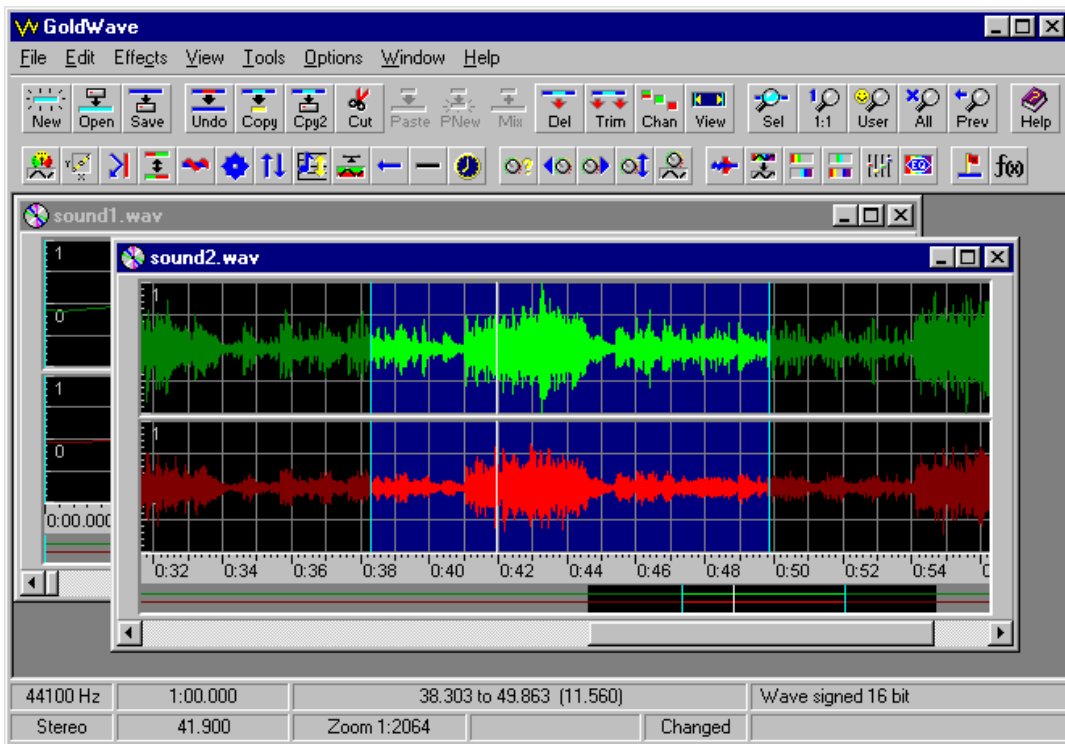 GoldWave
File Edit Effects View Tools Options Window Help
New Open Save Undo Copy Cpy2 Cut Paste PNew Mix Del Trim Chan View Sel 1:1 User All Prev Help
EQ f(x)
sound1.wav
1
0
1
0
0:00.000
sound2.wav
1
1
0:32 0:34 0:36 0:38 0:40 0:42 0:44 0:46 0:48 0:50 0:52 0:54
44100 Hz 1:00.000 38.303 to 49.863 (11.560) Wave signed 16 bit
Stereo 41.900 Zoom 1:2064 Changed